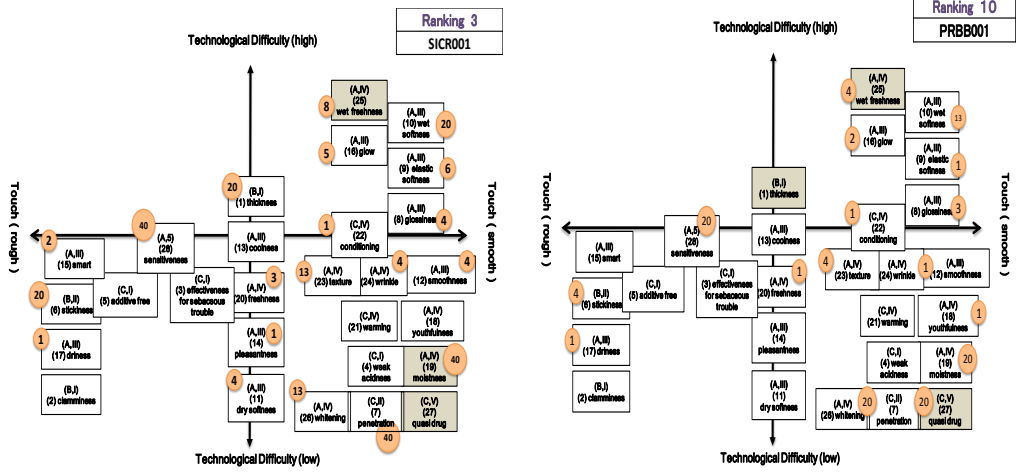 Ranking 3
SICR001
Technological Difficulty (high)
8
(A,IV)
(25)
wet freshness
(A,III)
(10) wet
softness
20
5
(A,III)
(16) glow
(A,III)
(9) elastic
softness
6
20
(B,I)
(1) thickness
(A,III)
(8) glossiness
4
Touch ( rough )
Touch ( smooth )
40
(A,5)
(26)
sensitiveness
(A,III)
(13) coolness
1
(C,IV)
(22)
conditioning
2
(A,III)
(15) smart
13
(A,IV)
(23) texture
4
(A,IV)
(24) wrinkle
4
(A,III)
(12) smoothness
20
(B,II)
(6) stickiness
(C,I)
(5) additive free
(C,I)
(3) effectiveness
for sebaceous
trouble
3
(A,IV)
(20) freshness
(C,IV)
(21) warming
(A,IV)
(18)
youthfulness
1
(A,III)
(17) driness
1
(A,III)
(14)
pleasantness
(C,I)
(4) weak
acidness
(A,IV)
(19)
moistness
40
(B,I)
(2) clamminess
4
(A,III)
(11)
dry softness
13
(A,IV)
(26) whitening
(C,II)
(7)
penetration
40
(C,V)
(27)
quasi drug
Technological Difficulty (low)
Ranking 10
PRBB001
Technological Difficulty (high)
4
(A,IV)
(25)
wet freshness
(A,III)
(10) wet
softness
13
2
(A,III)
(16) glow
(A,III)
(9) elastic
softness
1
(B,I)
(1) thickness
(A,III)
(8) glossiness
3
Touch ( rough )
Touch ( smooth )
20
(A,5)
(26)
sensitiveness
(A,III)
(13) coolness
1
(C,IV)
(22)
conditioning
(A,III)
(15) smart
4
(A,IV)
(23) texture
(A,IV)
(24) wrinkle
1
(A,III)
(12) smoothness
4
(B,II)
(6) stickiness
(C,I)
(5) additive free
(C,I)
(3) effectiveness
for sebaceous
trouble
1
(A,IV)
(20) freshness
(C,IV)
(21) warming
(A,IV)
(18)
youthfulness
1
1
(A,III)
(17) driness
(A,III)
(14)
pleasantness
(C,I)
(4) weak
acidness
(A,IV)
(19)
moistness
20
(B,I)
(2) clamminess
(A,III)
(11)
dry softness
(A,IV)
(26) whitening
20
(C,II)
(7)
penetration
20
(C,V)
(27)
quasi drug
Technological Difficulty (low)